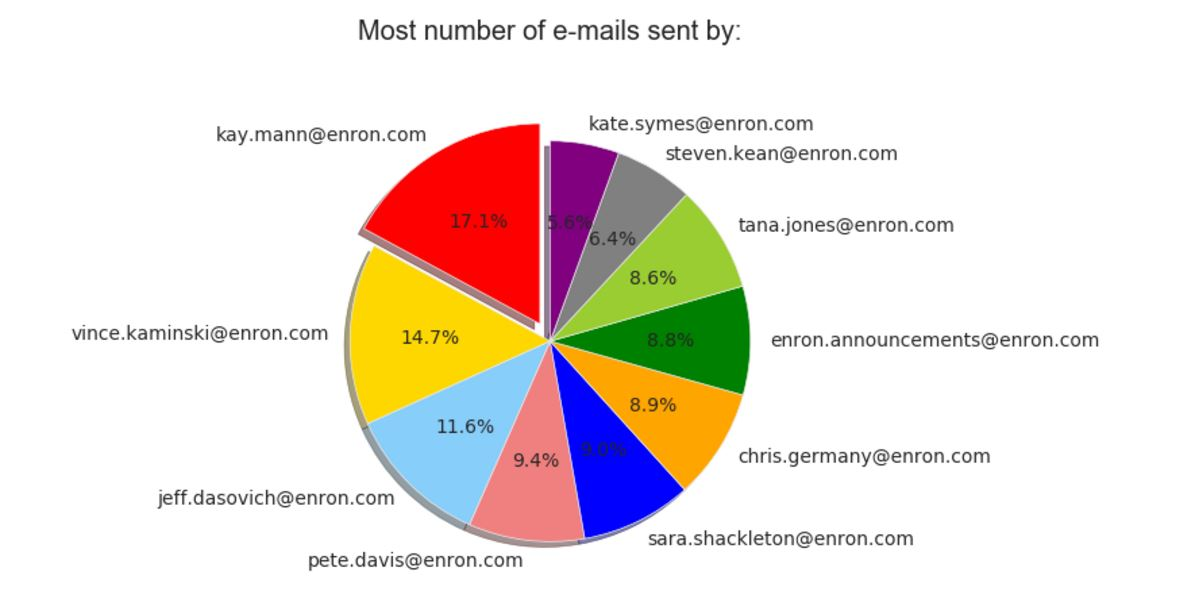 Most number of e-mails sent by:
kate.symes@enron.com
kay.mann@enron.com
steven.kean@enron.com
17.1%
5.6%
tana.jones@enron.com
6.4%
8.6%
vince.kaminski@enron.com
14.7%
8.8%
enron.announcements@enron.com
8.9%
11.6%
9.0%
chris.germany@enron.com
9.4%
jeff.dasovich@enron.com
sara.shackleton@enron.com
pete.davis@enron.com